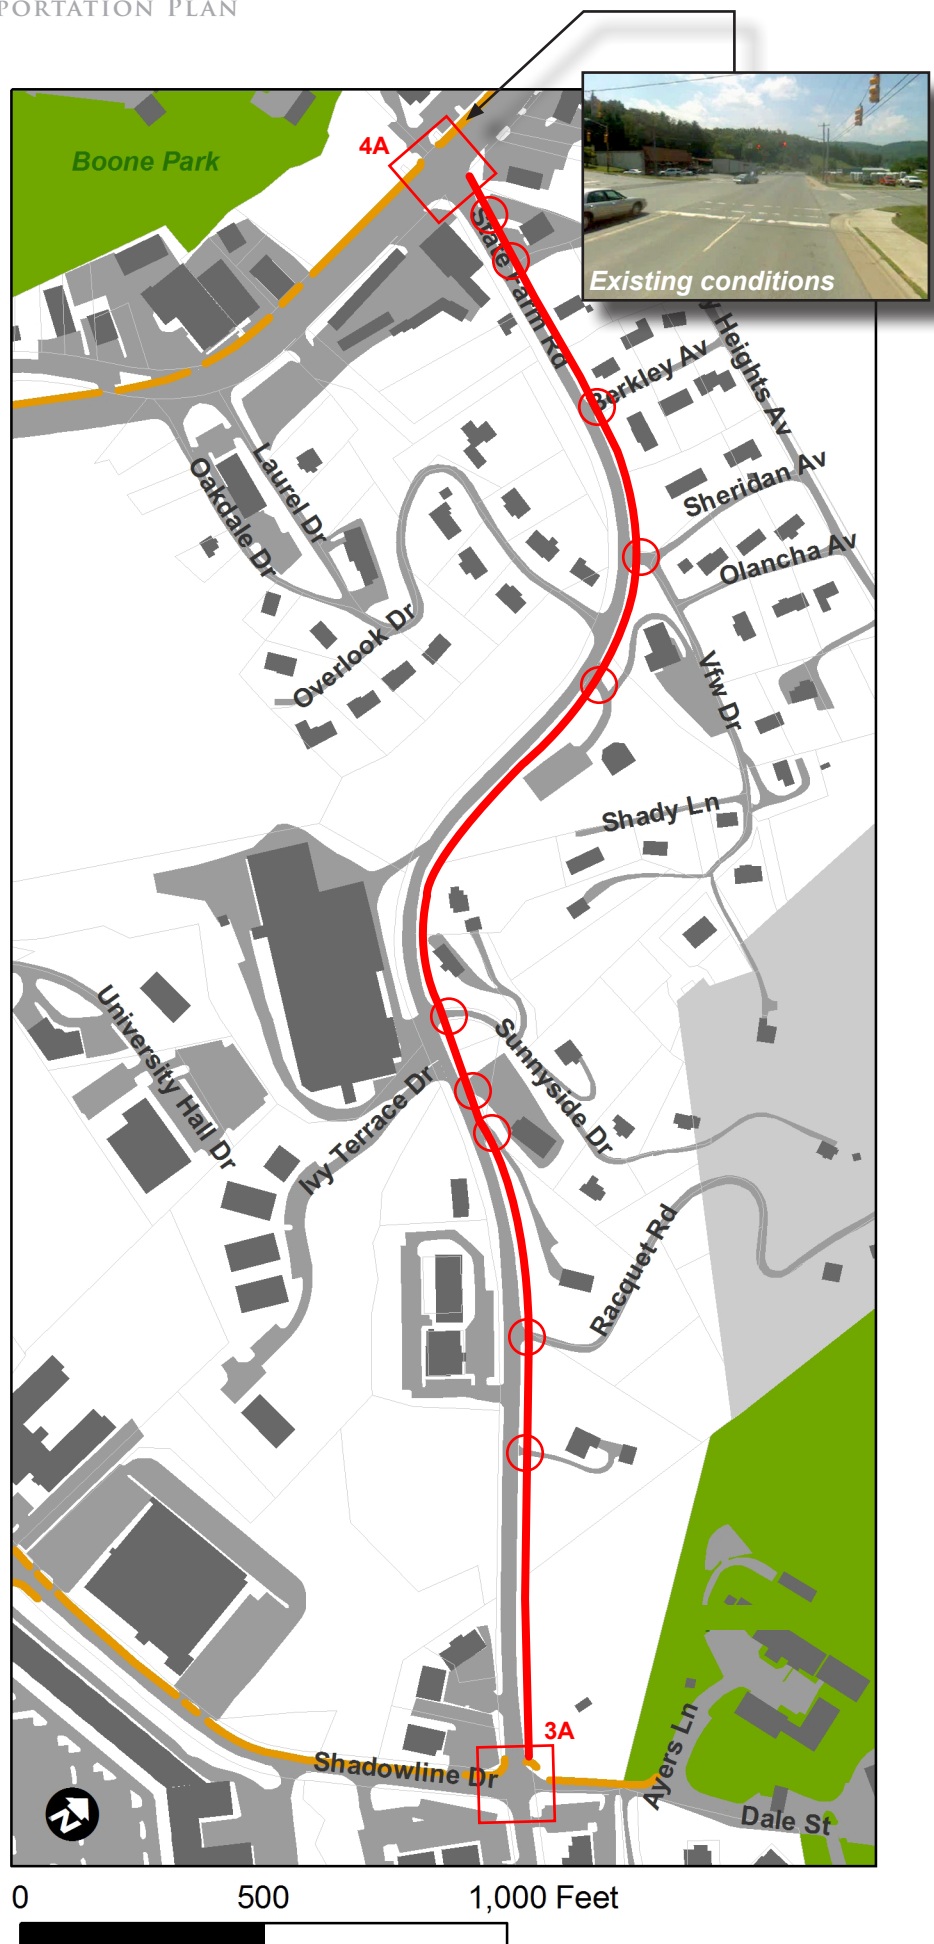 PORTATION PLAN
4A
Boone Park
Existing conditions
State Farm Rd
y Heights Av
Berkley Av
Sheridan Av
Laurel Dr
Oakdale Dr
Olancha Av
Overlook Dr
Vfw Dr
Shady Ln
University Hall Dr
Sunnyside Dr
Ivy Terrace Dr
Racquet Rd
3A
Shadowline Dr
Ayers Ln
Dale St
N
0 500 1,000 Feet